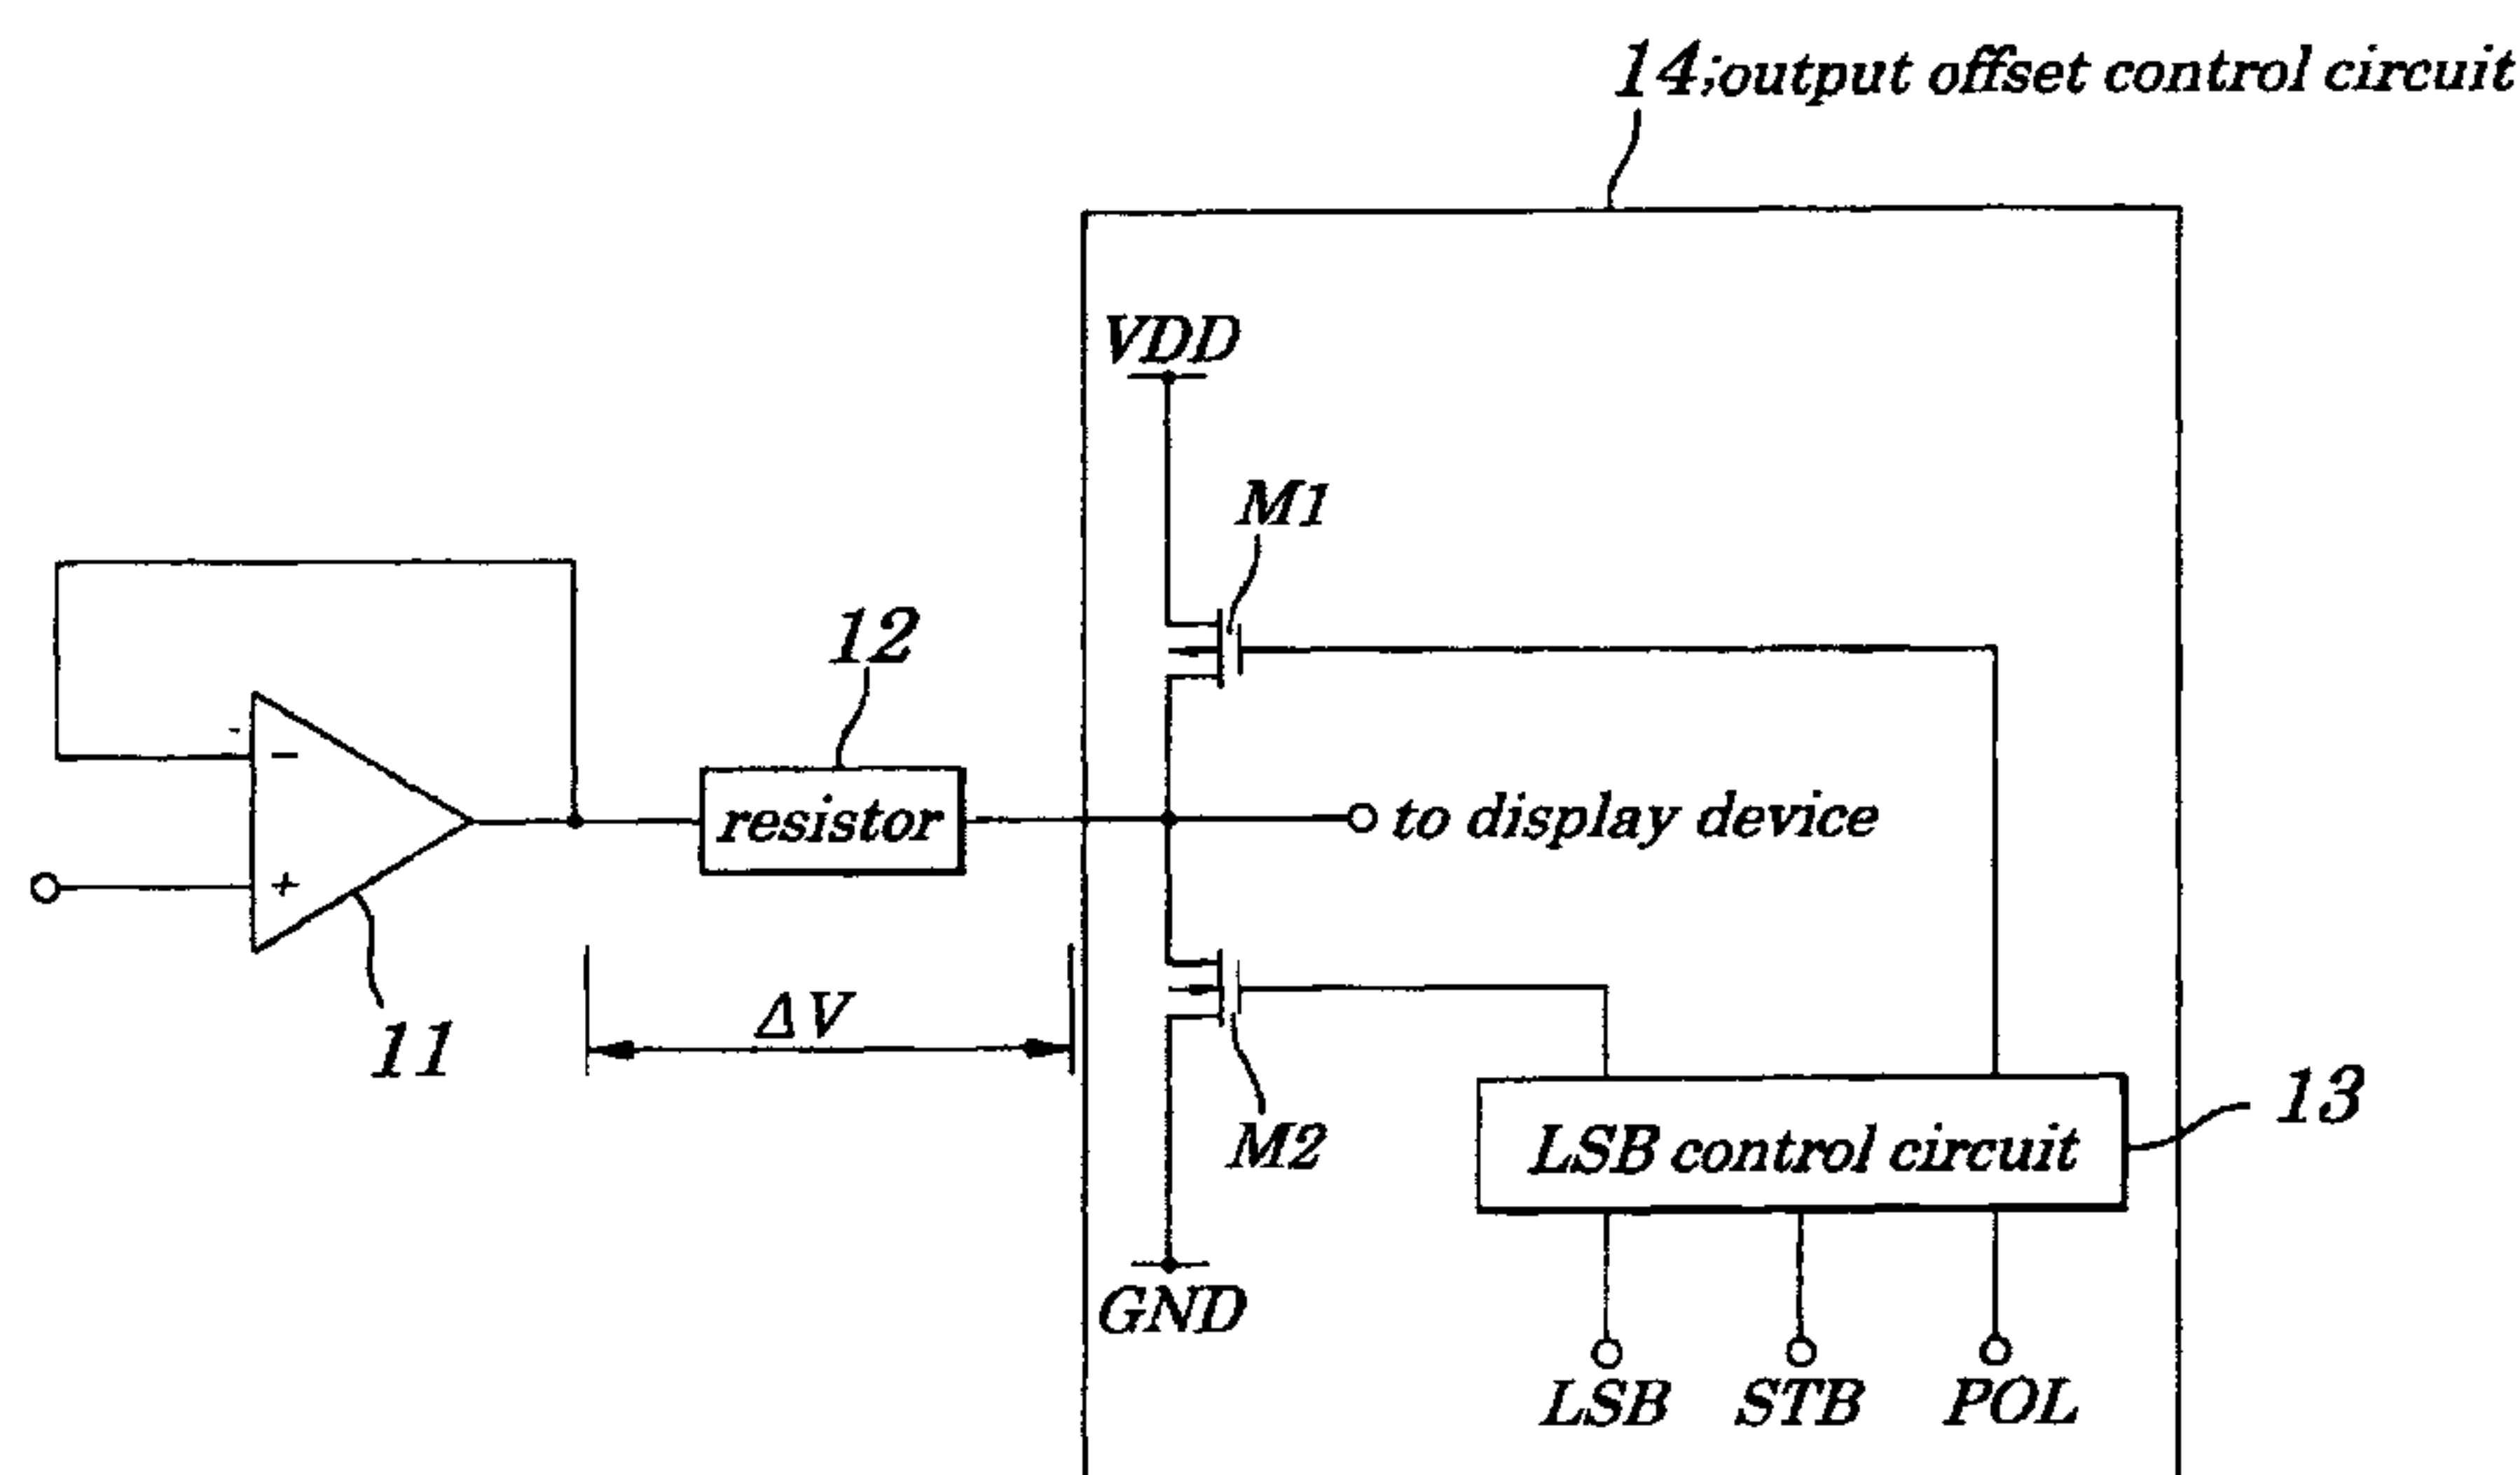 14;output offset control circuit
VDD
M1
12
−
resistor
to display device
+
ΔV
11
M2
13
LSB control circuit
GND
LSB STB POL